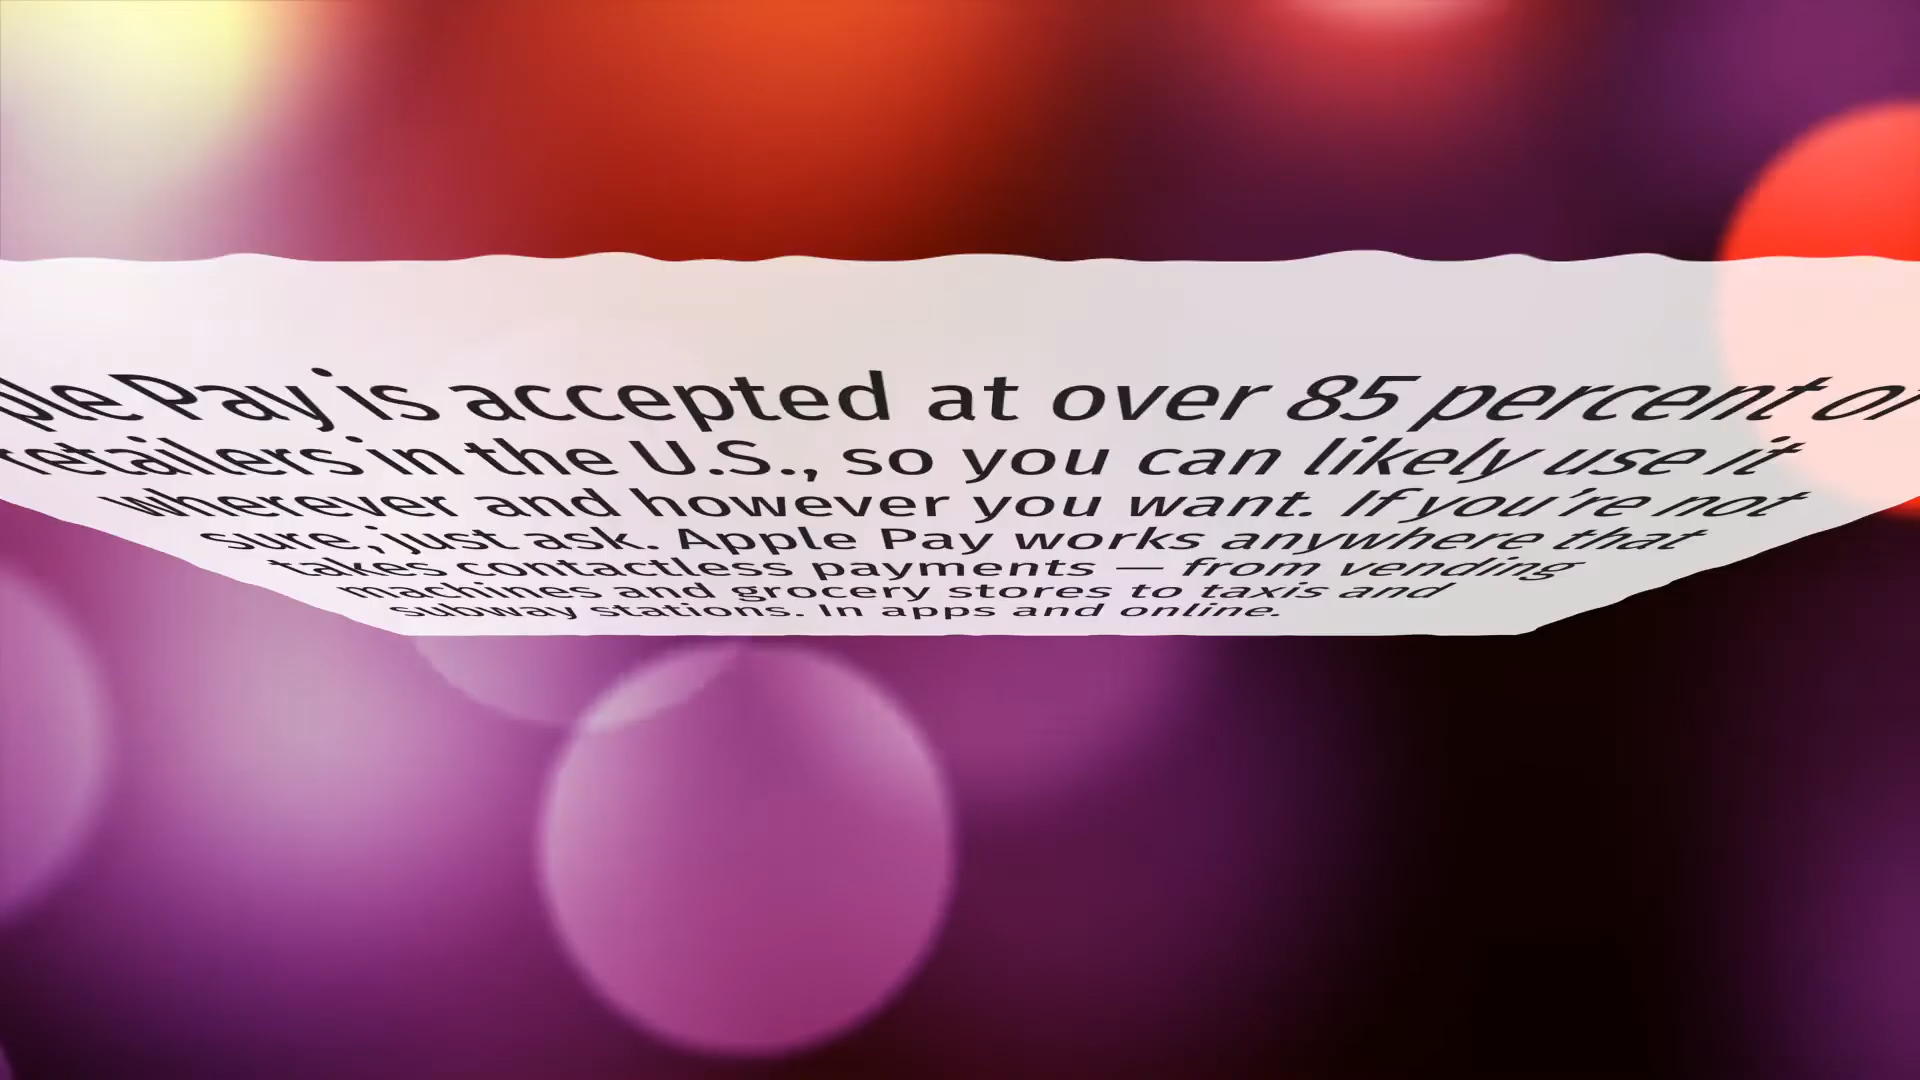 ple Pay is accepted at over 85 percent of
retailers in the U.S., so you can likely use it
wherever and however you want. If you’re not
sure, just ask. Apple Pay works anywhere that
takes contactless payments — from vending
machines and grocery stores to taxis and
subway stations. In apps and online.